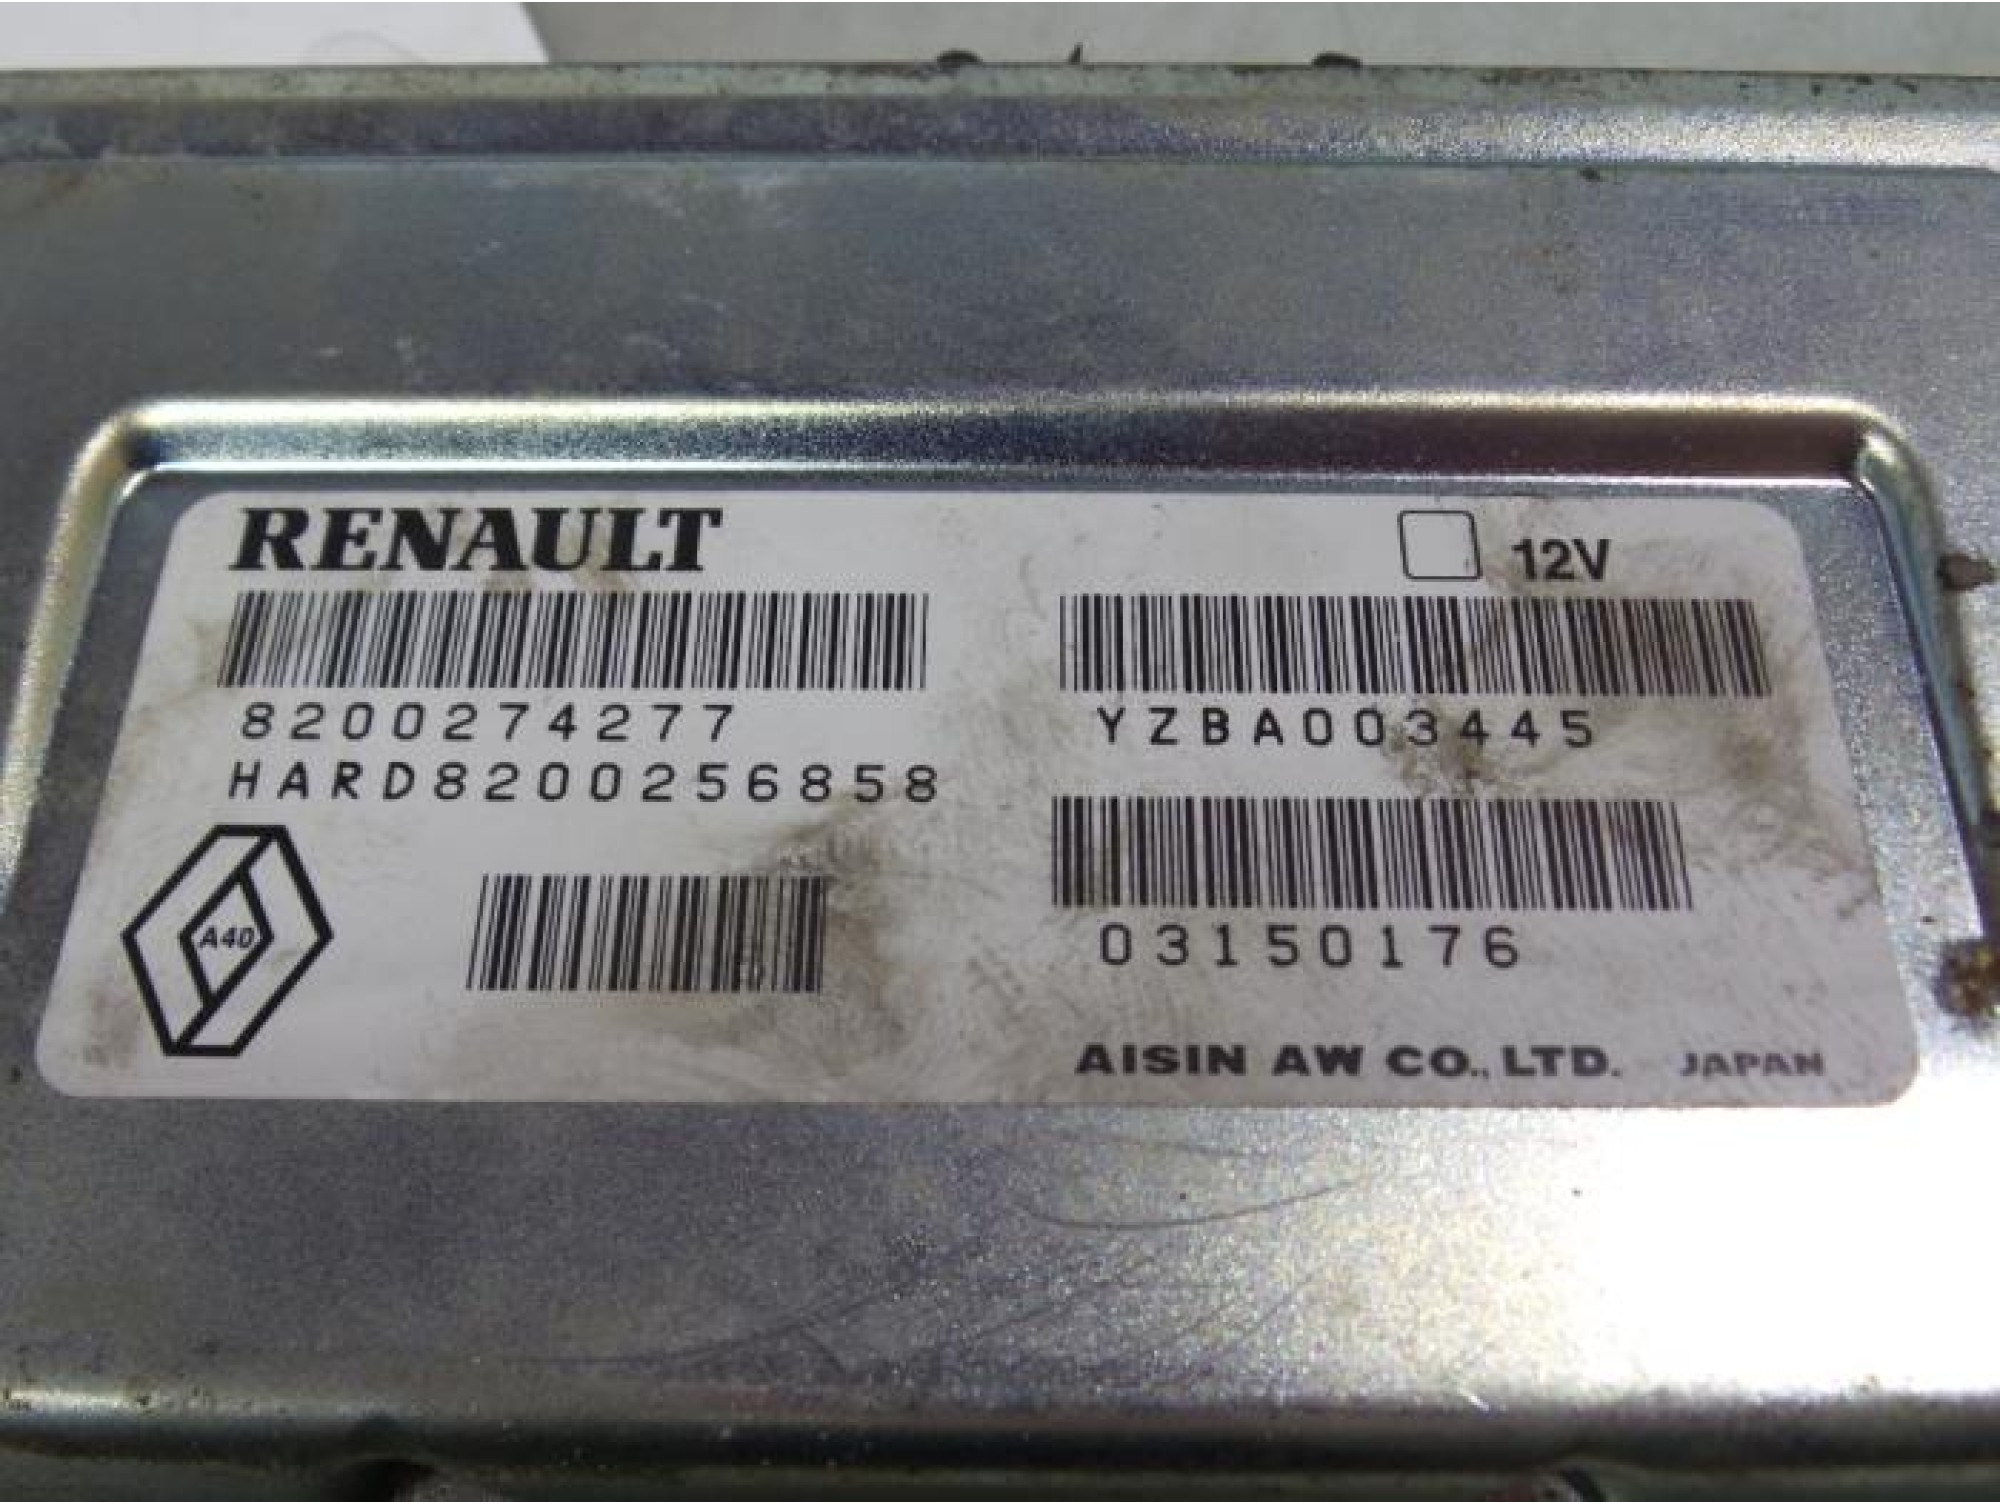 RENAULT
12V
8200274277
YZBA003445
HARD8200256858
A40
03150176
AISIN AW CO., LTD. JAPAN